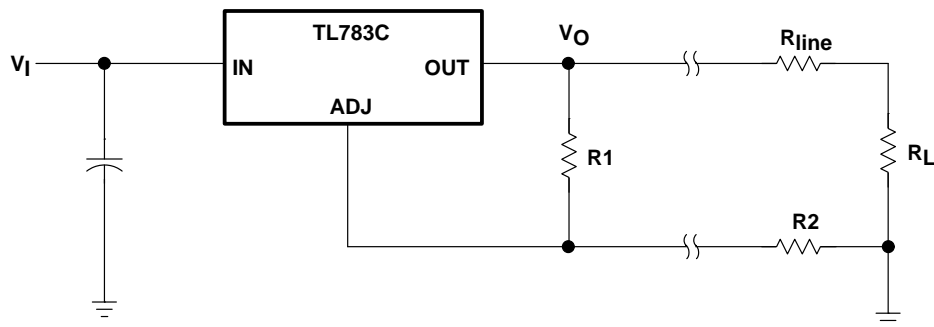 TL783C
VO
Rline
VI
IN
OUT
ADJ
R1
RL
R2